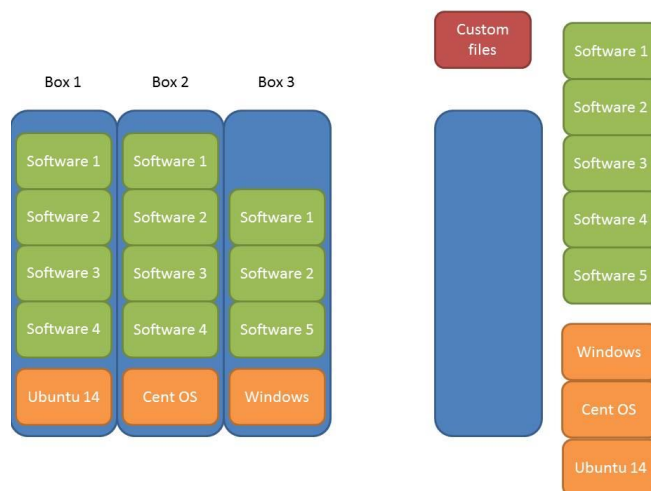 Custom
files
Box 1
Box 2
Box 3
Software 1
Software 2
Software 3
Software 4
Ubuntu 14
Software 1
Software 2
Software 3
Software 4
Cent OS
Software 1
Software 2
Software 5
Windows
Software 1
Software 2
Software 3
Software 4
Software 5
Windows
Cent OS
Ubuntu 14